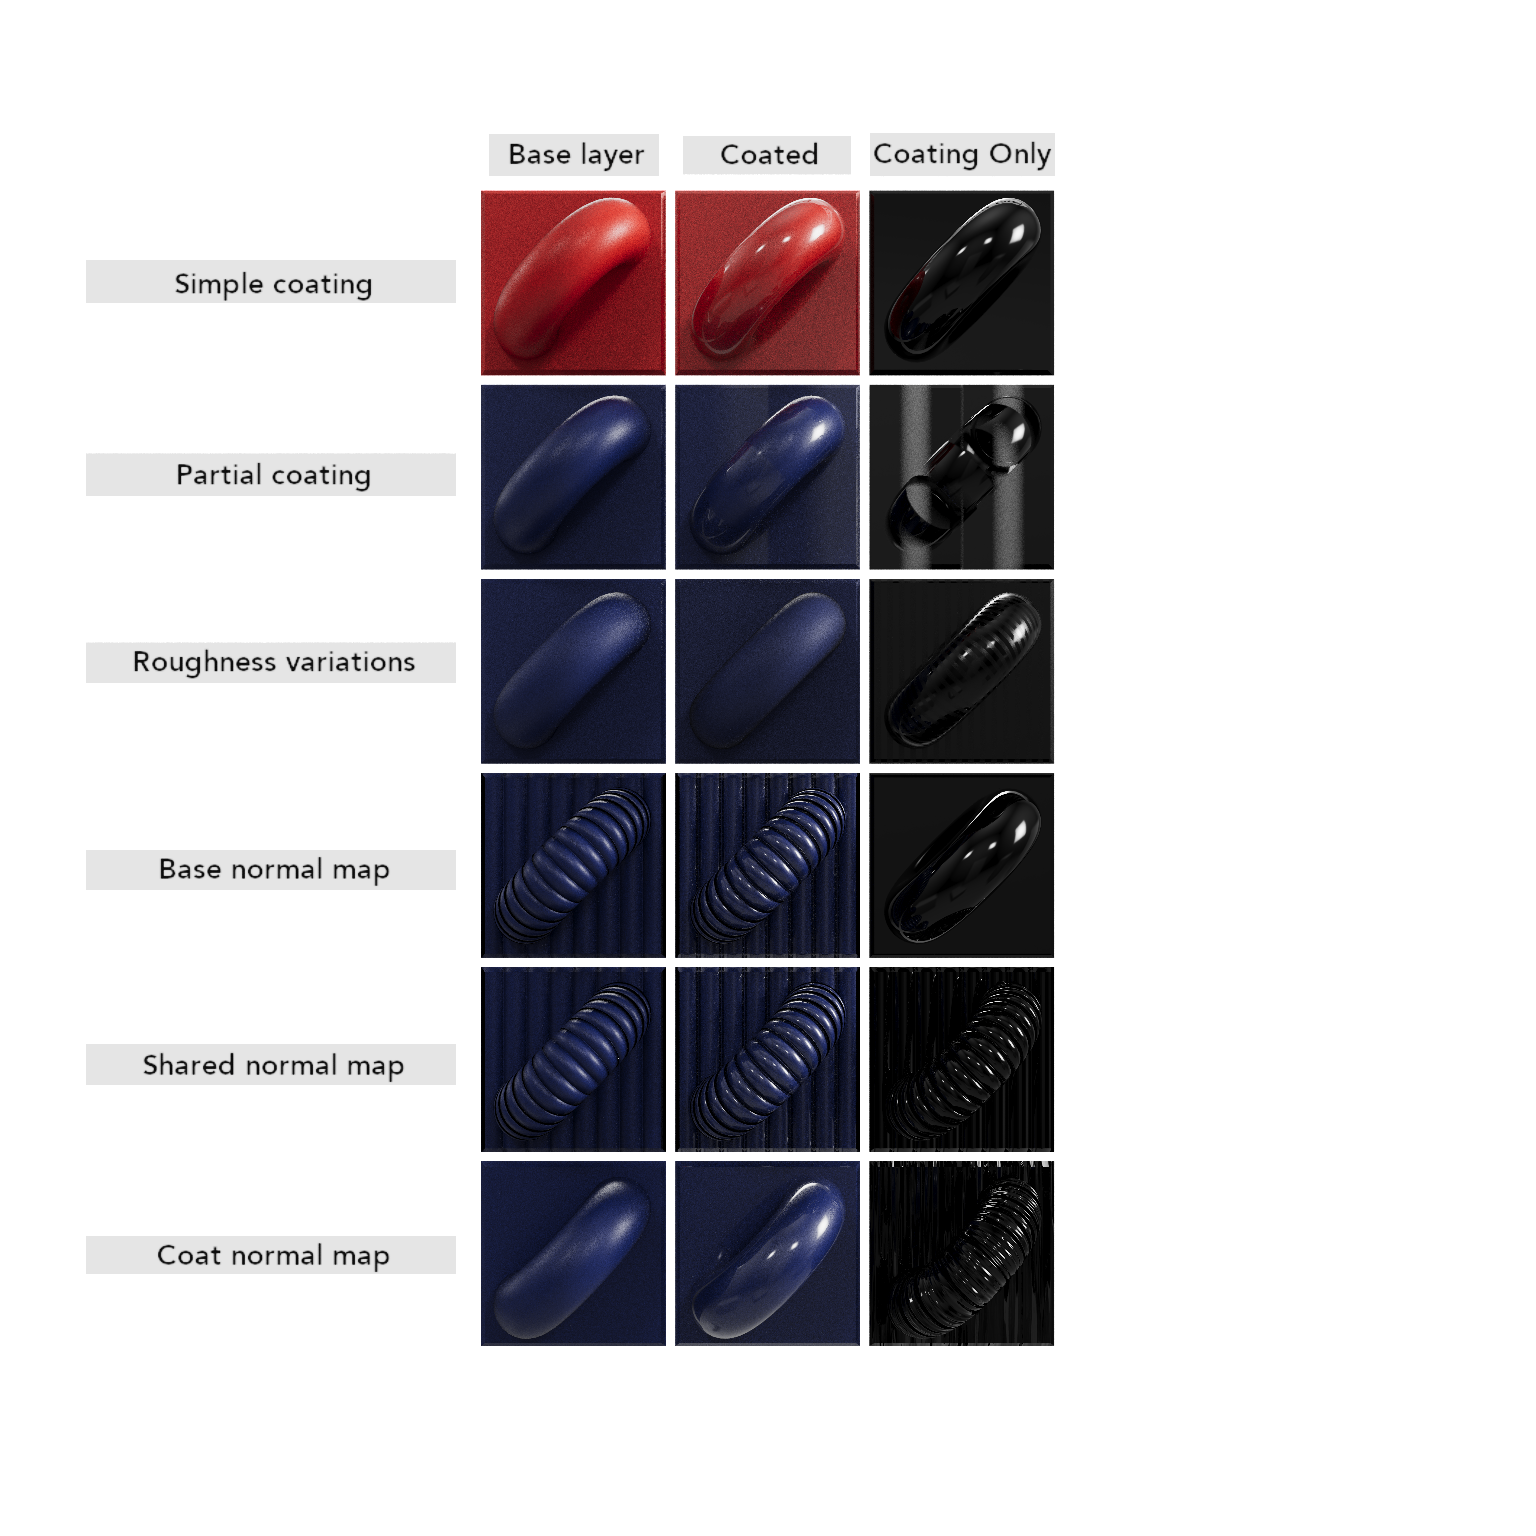 Base layer
Coated
Coating Only
Simple coating
Partial coating
Roughness variations
Base normal map
Shared normal map
Coat normal map